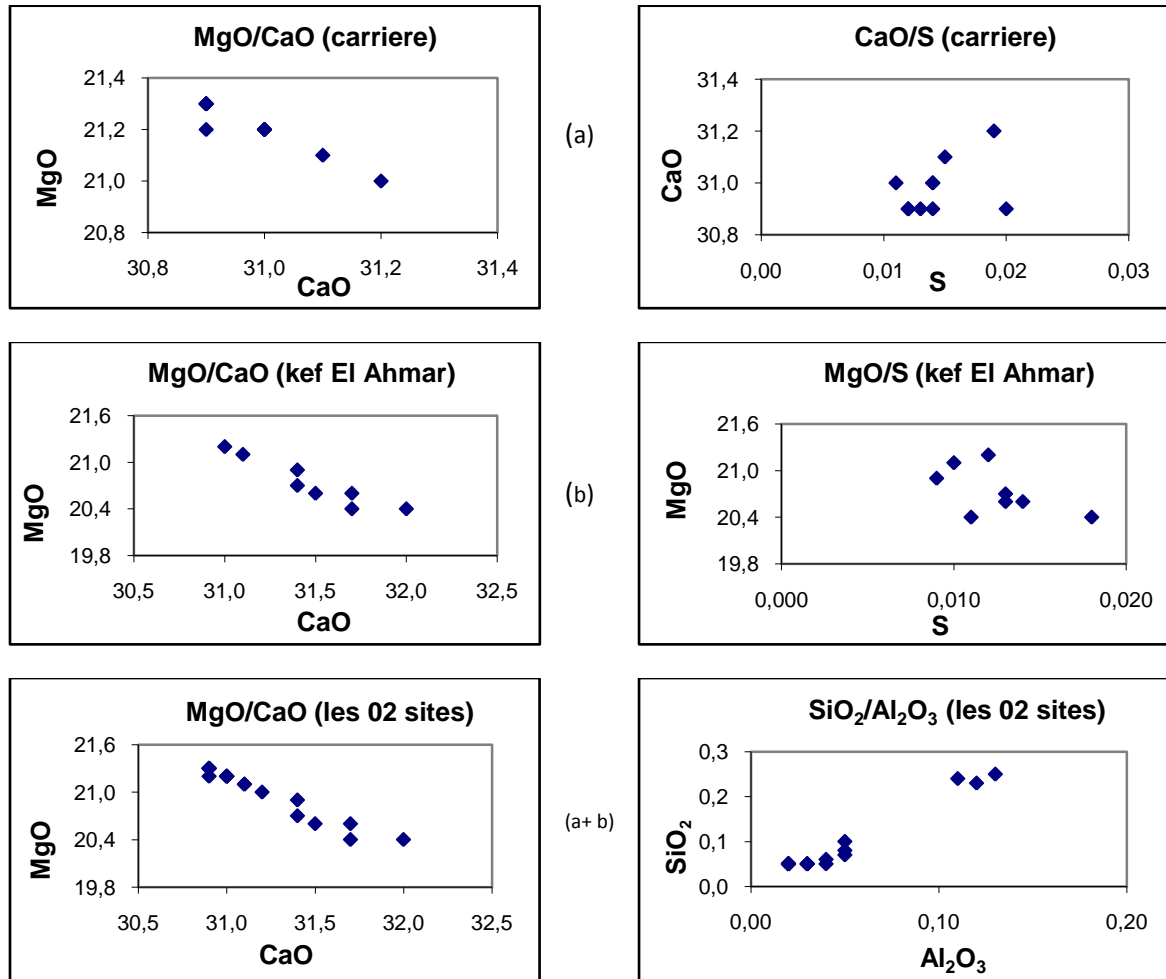 MgO/CaO (carriere)
MgO
21,4
21,2
21,0
20,8
30,8 31,0 31,2 31,4
CaO
(a)
CaO/S (carriere)
CaO
31,4
31,2
31,0
30,8
0,00 0,01 0,02 0,03
S
MgO/CaO (kef El Ahmar)
MgO
21,6
21,0
20,4
19,8
30,5 31,0 31,5 32,0 32,5
CaO
(b)
MgO/S (kef El Ahmar)
MgO
21,6
21,0
20,4
19,8
0,000 0,010 0,020
S
MgO/CaO (les 02 sites)
MgO
21,6
21,0
20,4
19,8
30,5 31,0 31,5 32,0 32,5
CaO
(a+ b)
SiO₂/Al₂O₃ (les 02 sites)
SiO₂
0,3
0,2
0,1
0,0
0,00 0,10 0,20
Al₂O₃